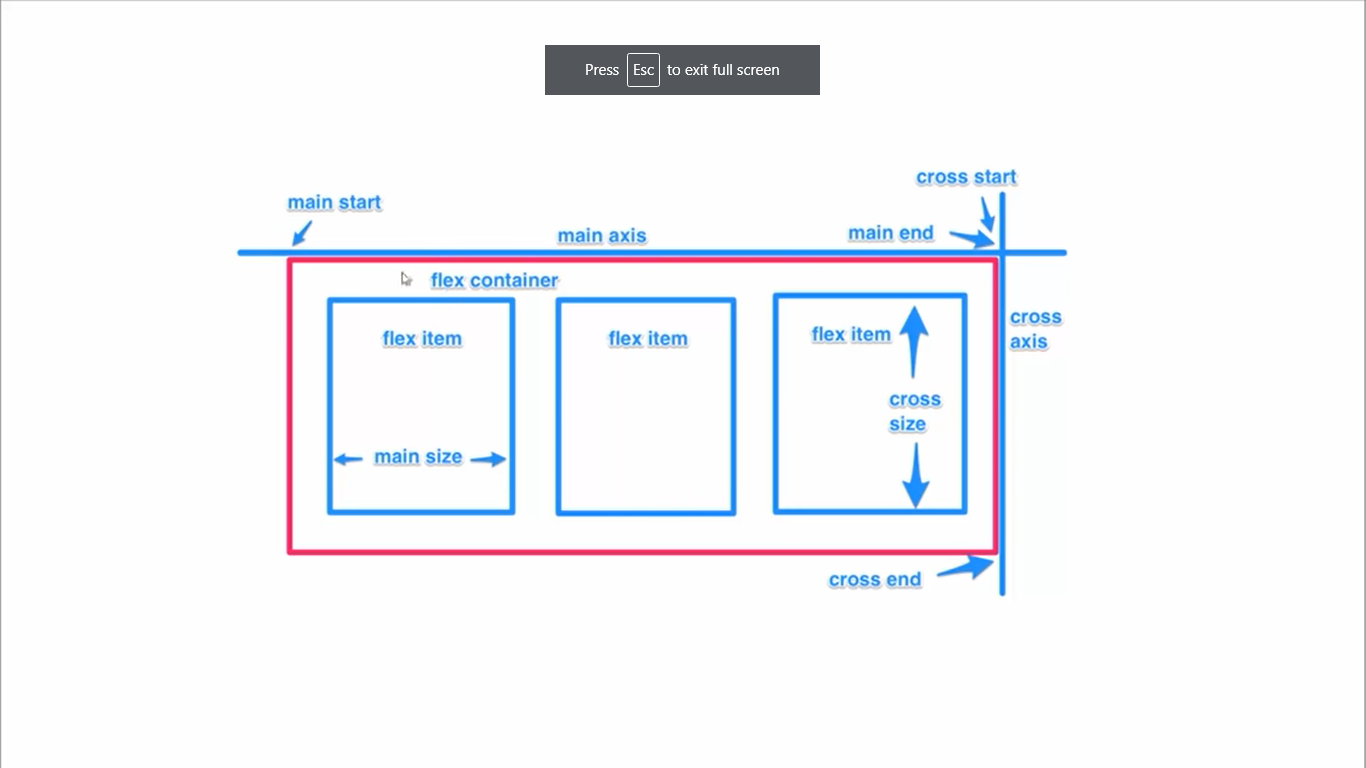 Press Esc to exit full screen
cross start
main start
main axis
main end
flex container
cross
axis
flex item
flex item
flex item
cross
size
main size
cross end